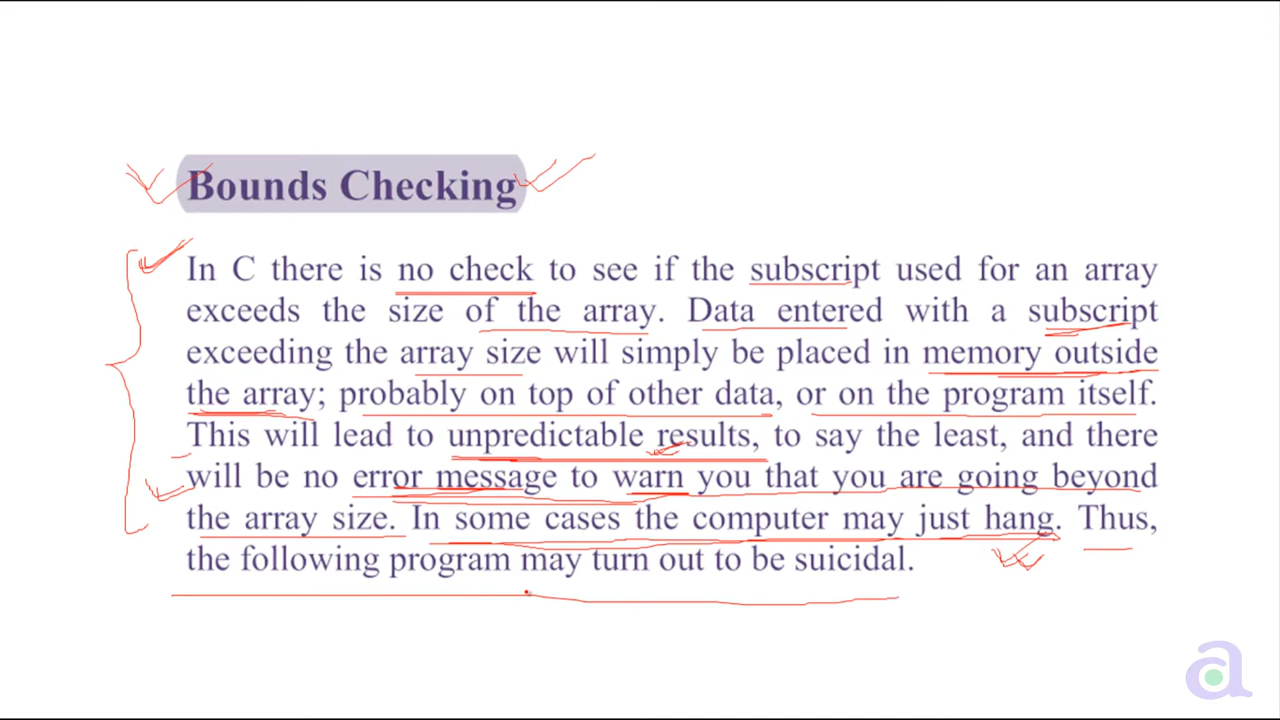 Bounds Checking
In C there is no check to see if the subscript used for an array
exceeds the size of the array. Data entered with a subscript
exceeding the array size will simply be placed in memory outside
the array; probably on top of other data, or on the program itself.
This will lead to unpredictable results, to say the least, and there
will be no error message to warn you that you are going beyond
the array size. In some cases the computer may just hang. Thus,
the following program may turn out to be suicidal.
a